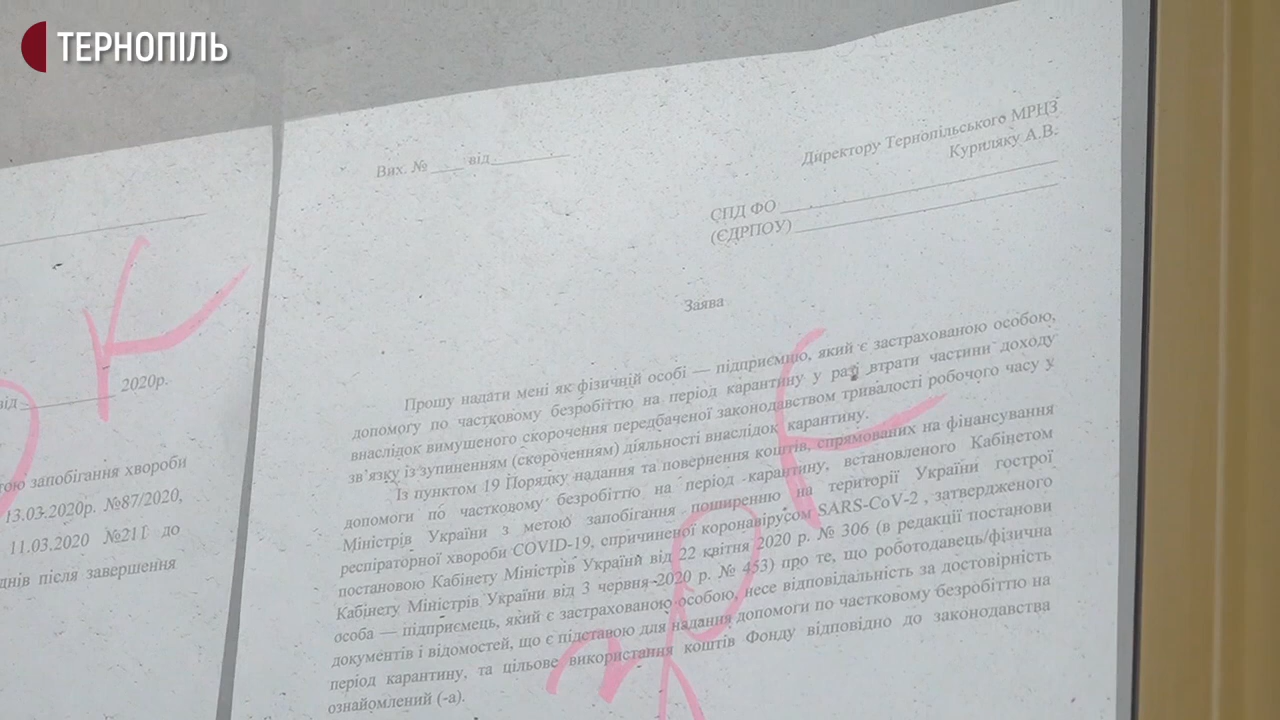 ТЕРНОПІЛЬ
2020р.
запобігання хвороби
13.03.2020р. №87/2020,
11.03.2020 №211 до
днів після завершення
Вих. № ____ від __________
Директору Тернопільського МРЦЗ
Куриляку А.В.
СПД ФО
(ЄДРПОУ)
Заява
Прошу надати мені як фізичній особі — підприємцю, який є застрахованою особою,
допомогу по частковому безробіттю на період карантину у разі втрати частини доходу
внаслідок вимушеного скорочення передбаченої законодавством тривалості робочого часу у
зв’язку із зупиненням (скороченням) діяльності внаслідок карантину.
Із пунктом 19 Порядку надання та повернення коштів, спрямованих на фінансування
допомоги по частковому безробіттю на період карантину, встановленого Кабінетом
Міністрів України з метою запобігання поширенню на території України гострої
респіраторної хвороби COVID-19, спричиненої коронавірусом SARS-CoV-2 , затвердженого
постановою Кабінету Міністрів України від 22 квітня 2020 р. № 306 (в редакції постанови
Кабінету Міністрів України від 3 червня 2020 р. № 453) про те, що роботодавець/фізична
особа — підприємець, який є застрахованою особою, несе відповідальність за достовірність
документів і відомостей, що є підставою для надання допомоги по частковому безробіттю на
період карантину, та цільове використання коштів Фонду відповідно до законодавства
ознайомлений (-а).